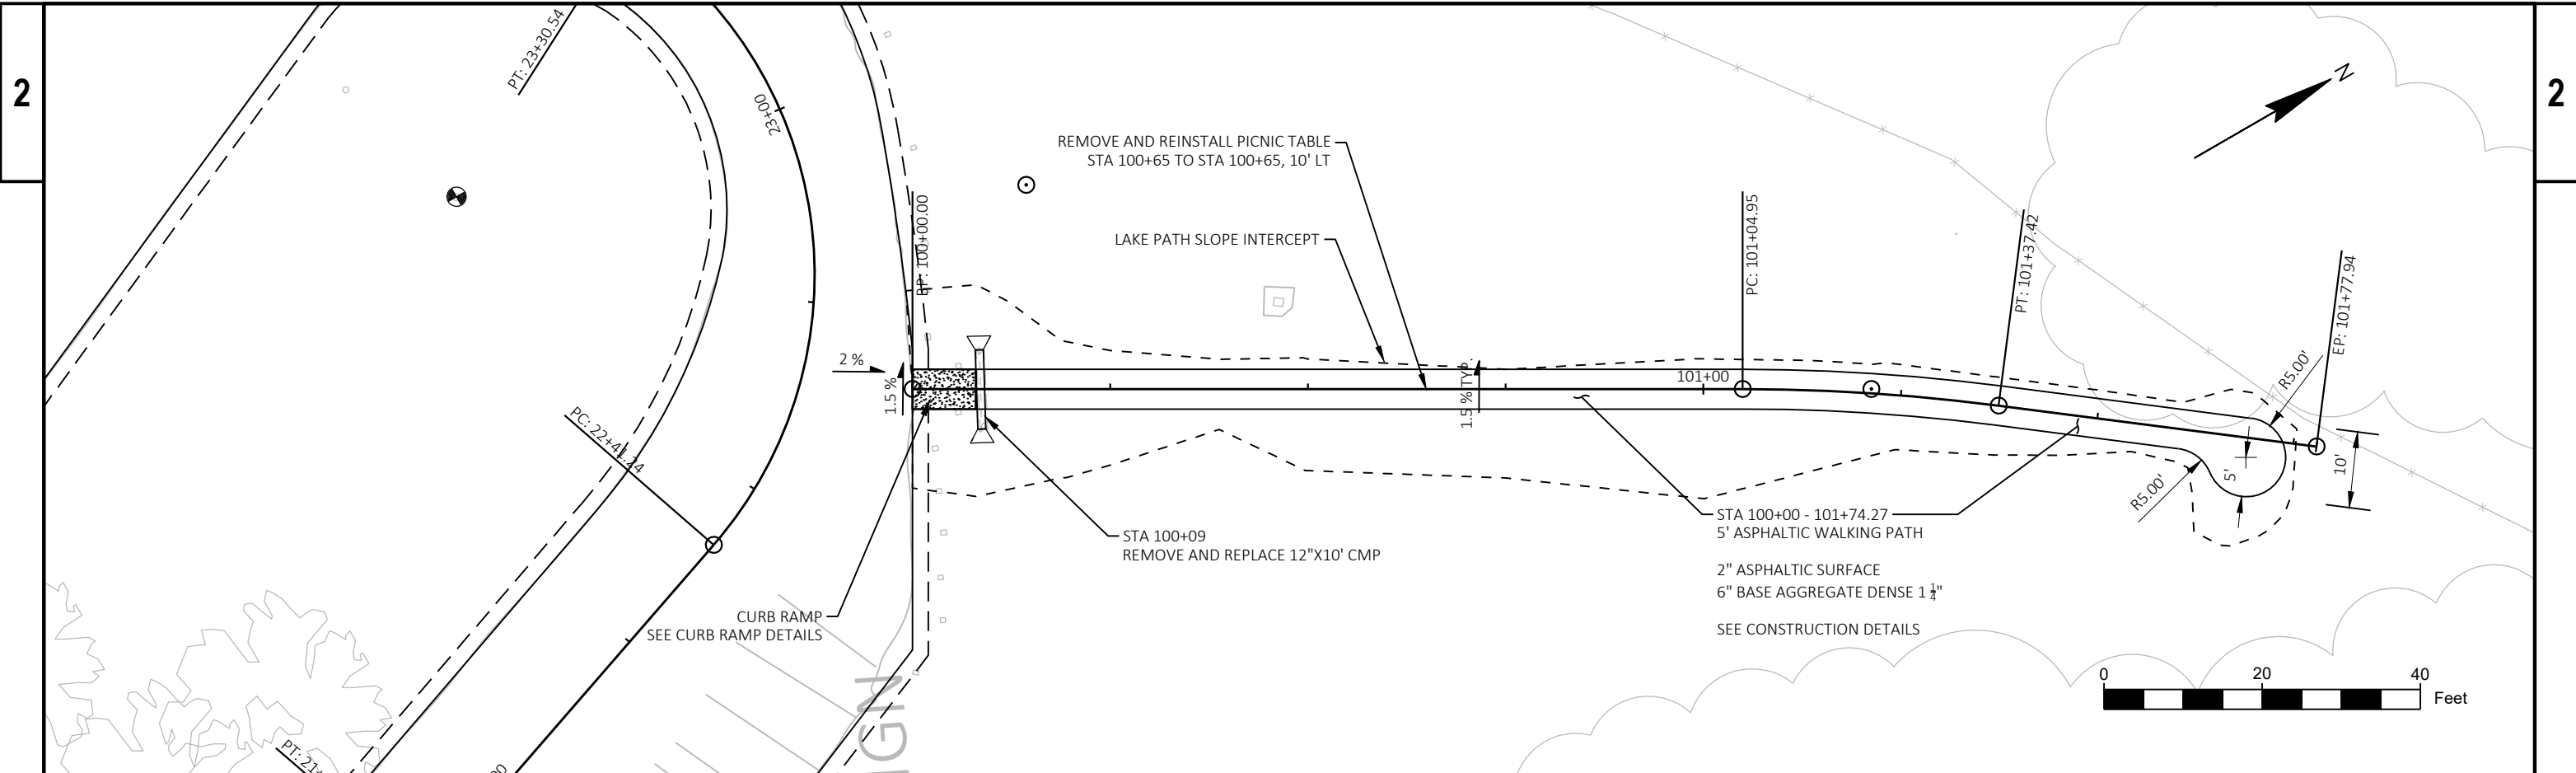 2
2
PT: 23+30.54
23+00
N
REMOVE AND REINSTALL PICNIC TABLE
STA 100+65 TO STA 100+65, 10' LT
LAKE PATH SLOPE INTERCEPT
BP: 100+00.00
PC: 101+04.95
PT: 101+37.42
EP: 101+77.94
2 %
1.5 %
1.5 % TYP.
101+00
R5.00'
R5.00'
5'
10'
PC: 22+41.24
STA 100+09
REMOVE AND REPLACE 12"X10' CMP
STA 100+00 - 101+74.27
5' ASPHALTIC WALKING PATH
2" ASPHALTIC SURFACE
6" BASE AGGREGATE DENSE 1 1/4"
SEE CONSTRUCTION DETAILS
CURB RAMP
SEE CURB RAMP DETAILS
0 20 40
Feet
IGN
PT: 21+